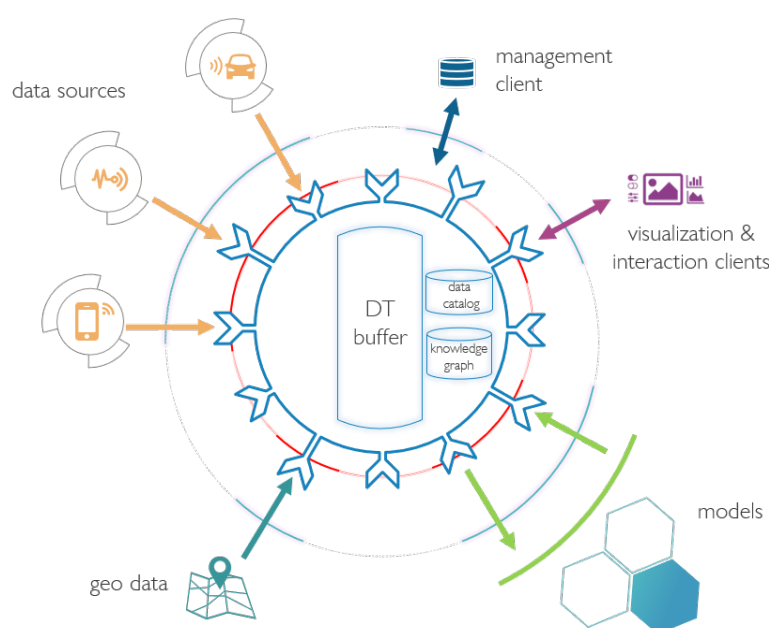 data sources
management
client
visualization &
interaction clients
DT
buffer
data
catalog
knowledge
graph
models
geo data